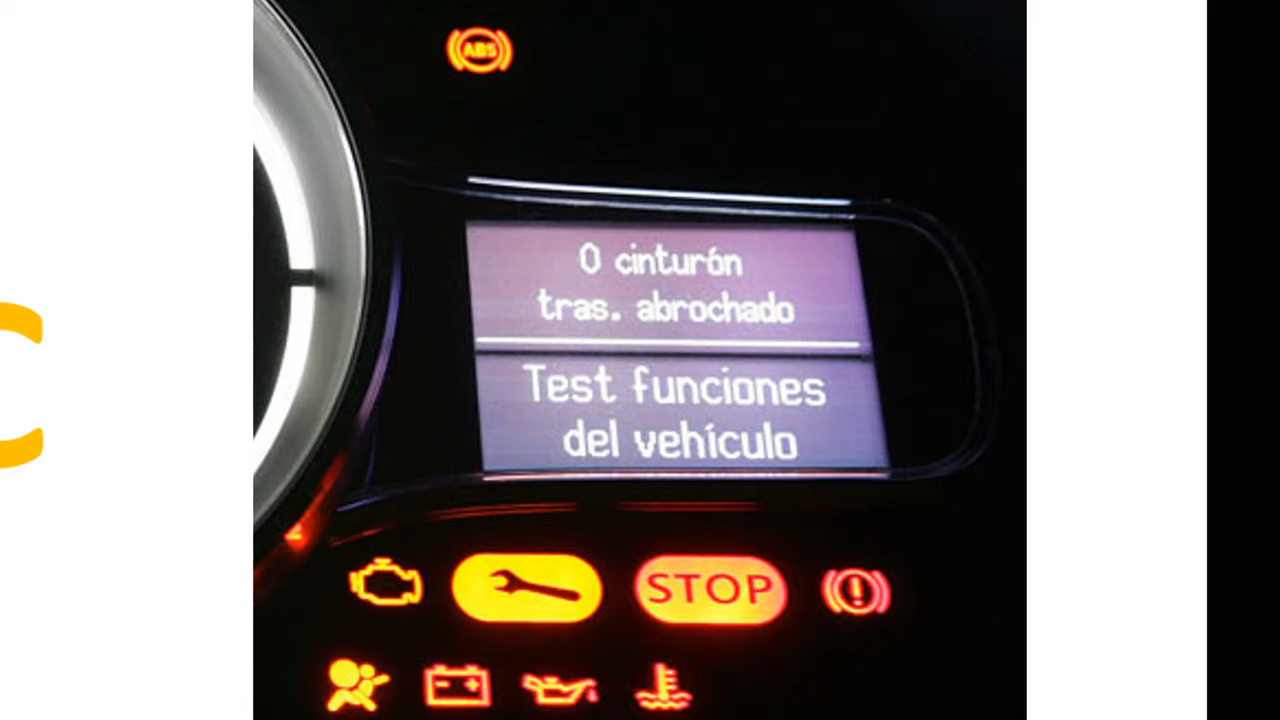 ABS
0 cinturón
tras. abrochado
Test funciones
del vehículo
STOP